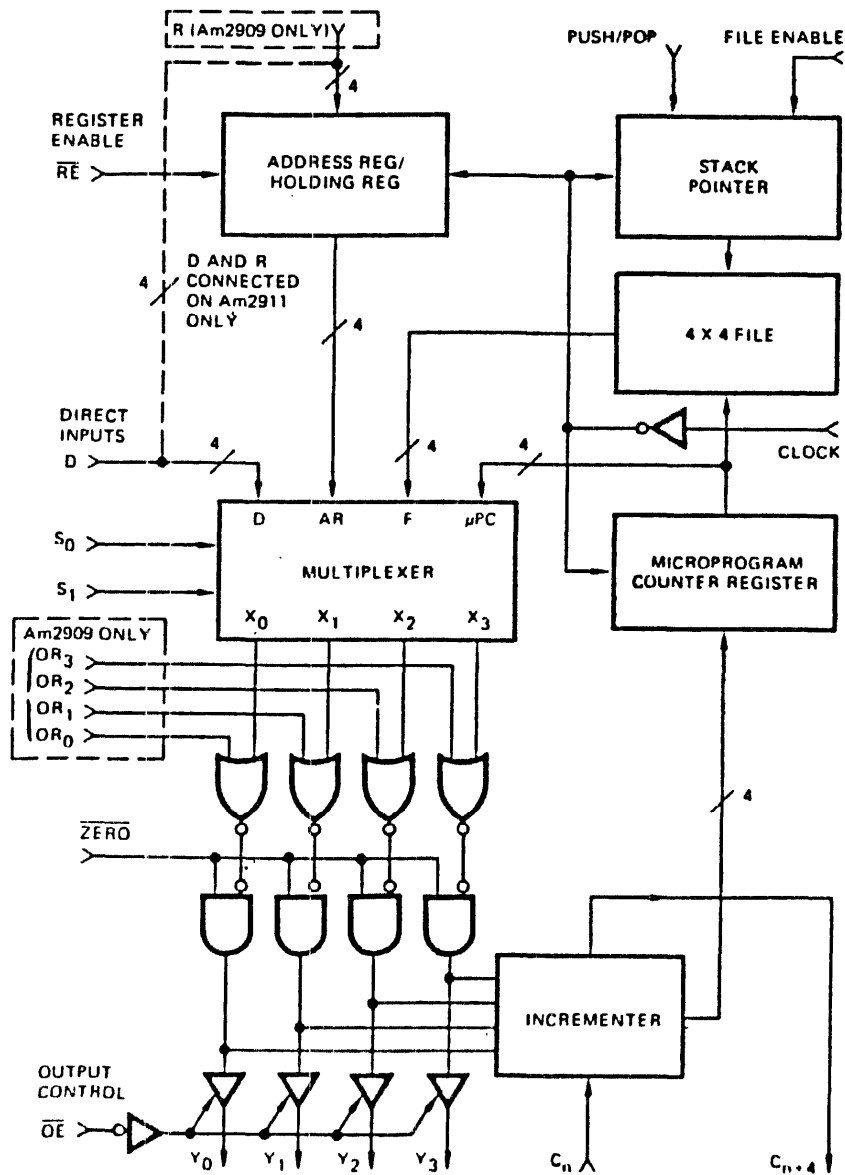 R (Am2909 ONLY)
4
PUSH/POP
FILE ENABLE
REGISTER
ENABLE
RE
ADDRESS REG/
HOLDING REG
STACK
POINTER
4
D AND R
CONNECTED
ON Am2911
ONLY
4
4 X 4 FILE
DIRECT
INPUTS
D
4
4
4
CLOCK
D
AR
F
μPC
MULTIPLEXER
S0
S1
X0
X1
X2
X3
MICROPROGRAM
COUNTER REGISTER
Am2909 ONLY
OR3
OR2
OR1
OR0
4
ZERO
INCREMENTER
OUTPUT
CONTROL
OE
Y0
Y1
Y2
Y3
Cn
Cn+4